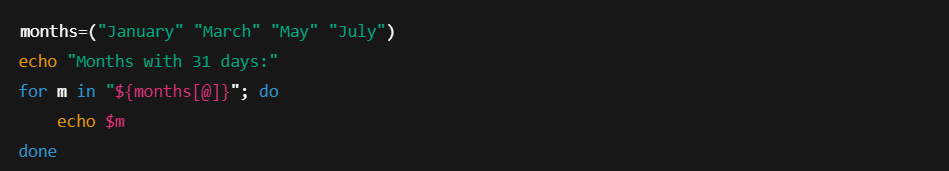 months=("January" "March" "May" "July")
echo "Months with 31 days:"
for m in "${months[@]}"; do
    echo $m
done